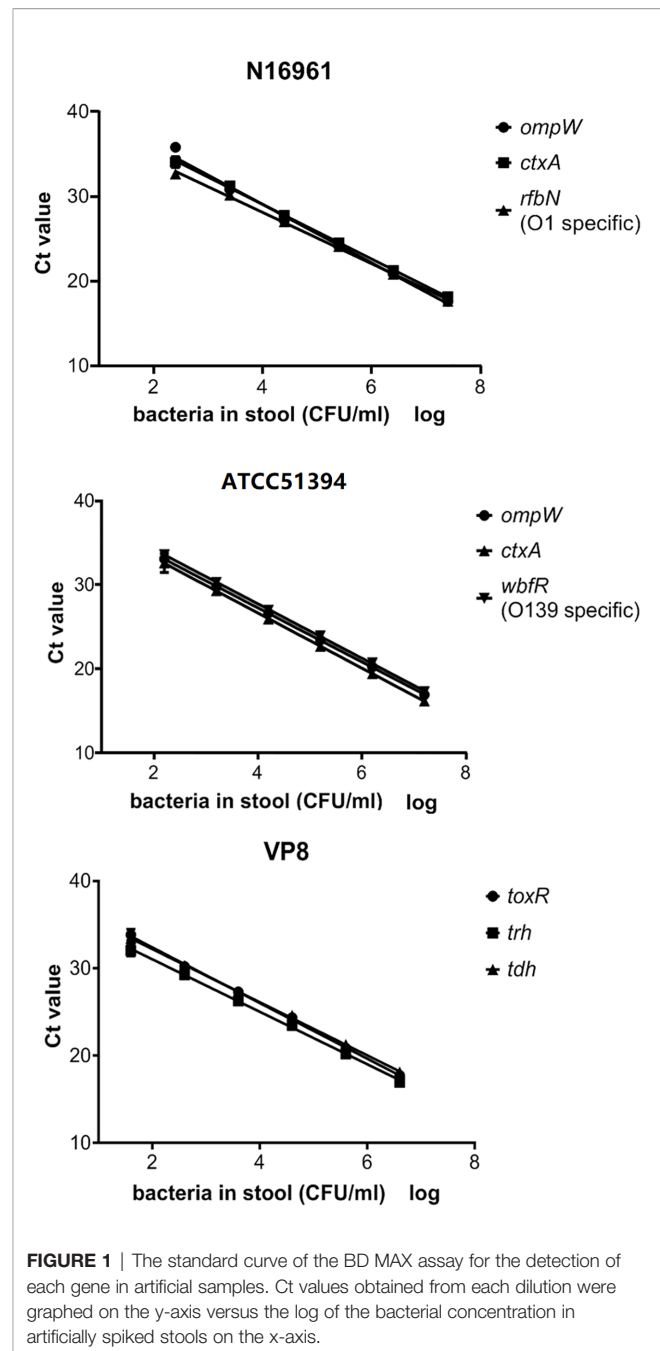 N16961
40
30
20
10
Ct value
2 4 6 8
bacteria in stool (CFU/ml) log
ompW
ctxA
rfbN
(O1 specific)
ATCC51394
40
30
20
10
Ct value
2 4 6 8
bacteria in stool (CFU/ml) log
ompW
ctxA
wbfR
(O139 specific)
VP8
40
30
20
10
Ct value
2 4 6 8
bacteria in stool (CFU/ml) log
toxR
trh
tdh
FIGURE 1 | The standard curve of the BD MAX assay for the detection of
each gene in artificial samples. Ct values obtained from each dilution were
graphed on the y-axis versus the log of the bacterial concentration in
artificially spiked stools on the x-axis.